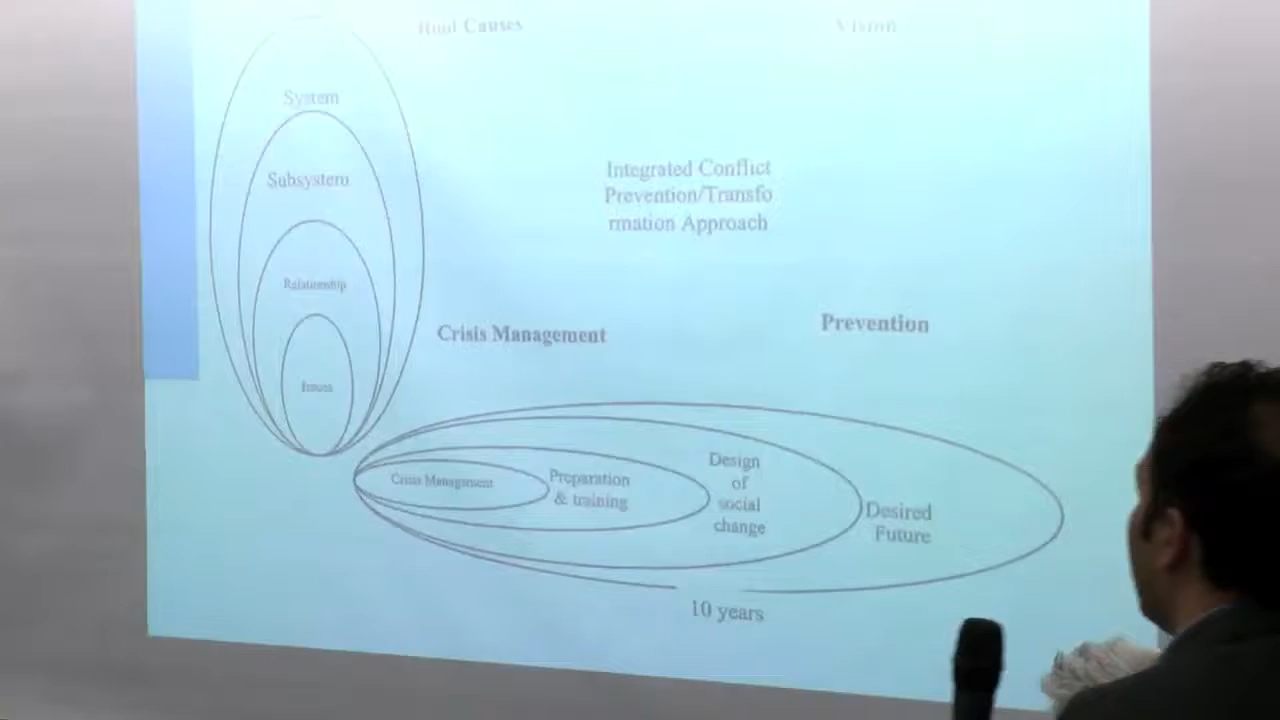 Root Causes
Vision
System
Subsystem
Relationship
Issues
Integrated Conflict
Prevention/Transfo
rmation Approach
Crisis Management
Prevention
Crisis Management
Preparation
& training
Design
of
social
change
Desired
Future
10 years